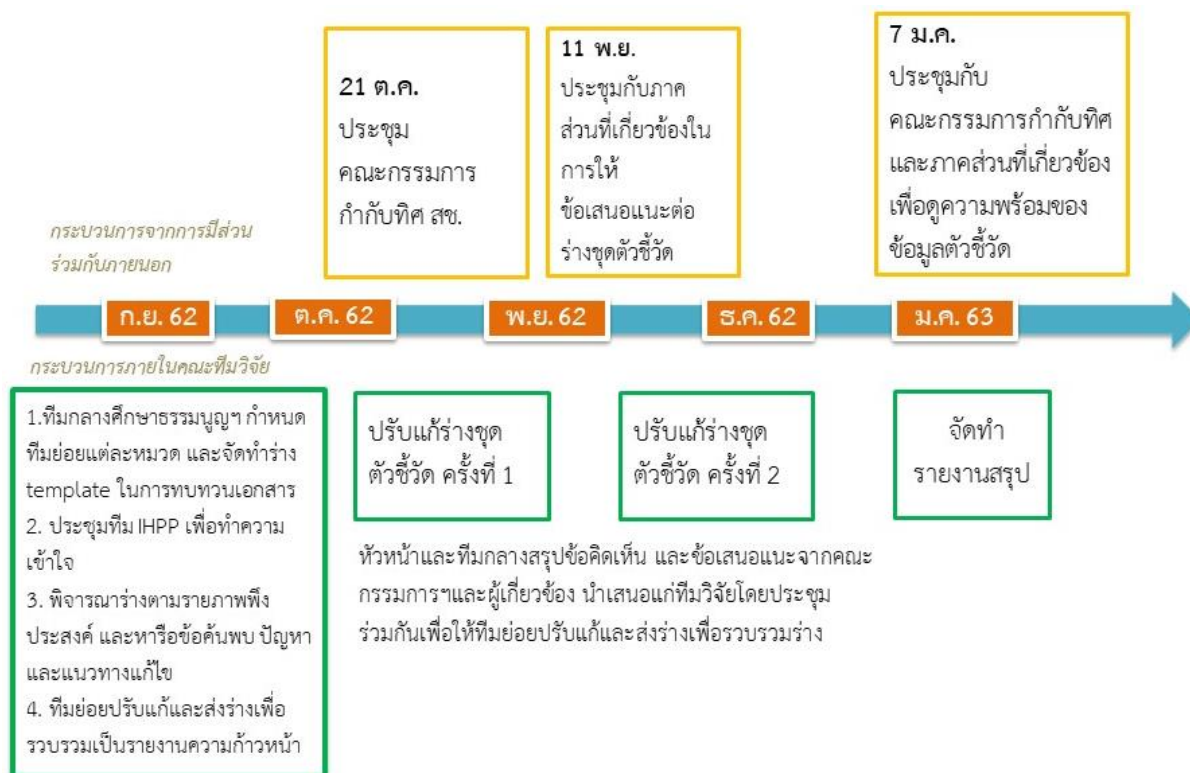 21 ต.ค.
ประชุม
คณะกรรมการ
กำกับทิศ สช.
11 พ.ย.
ประชุมกับภาค
ส่วนที่เกี่ยวข้องใน
การให้
ข้อเสนอแนะต่อ
ร่างชุดตัวชี้วัด
7 ม.ค.
ประชุมกับ
คณะกรรมการกำกับทิศ
และภาคส่วนที่เกี่ยวข้อง
เพื่อดูความพร้อมของ
ข้อมูลตัวชี้วัด
กระบวนการจากการมีส่วน
ร่วมกับภายนอก
ก.ย. 62
ต.ค. 62
พ.ย. 62
ธ.ค. 62
ม.ค. 63
กระบวนการภายในคณะทีมวิจัย
1.ทีมกลางศึกษาธรรมนูญฯ กำหนด
ทีมย่อยแต่ละหมวด และจัดทำร่าง
template ในการทบทวนเอกสาร
2. ประชุมทีม IHPP เพื่อทำความ
เข้าใจ
3. พิจารณาร่างตามรายภาพพึง
ประสงค์ และหารือข้อค้นพบ ปัญหา
และแนวทางแก้ไข
4. ทีมย่อยปรับแก้และส่งร่างเพื่อ
รวบรวมเป็นรายงานความก้าวหน้า
ปรับแก้ร่างชุด
ตัวชี้วัด ครั้งที่ 1
ปรับแก้ร่างชุด
ตัวชี้วัด ครั้งที่ 2
จัดทำ
รายงานสรุป
หัวหน้าและทีมกลางสรุปข้อคิดเห็น และข้อเสนอแนะจากคณะ
กรรมการฯและผู้เกี่ยวข้อง นำเสนอแก่ทีมวิจัยโดยประชุม
ร่วมกันเพื่อให้ทีมย่อยปรับแก้และส่งร่างเพื่อรวบรวมร่าง